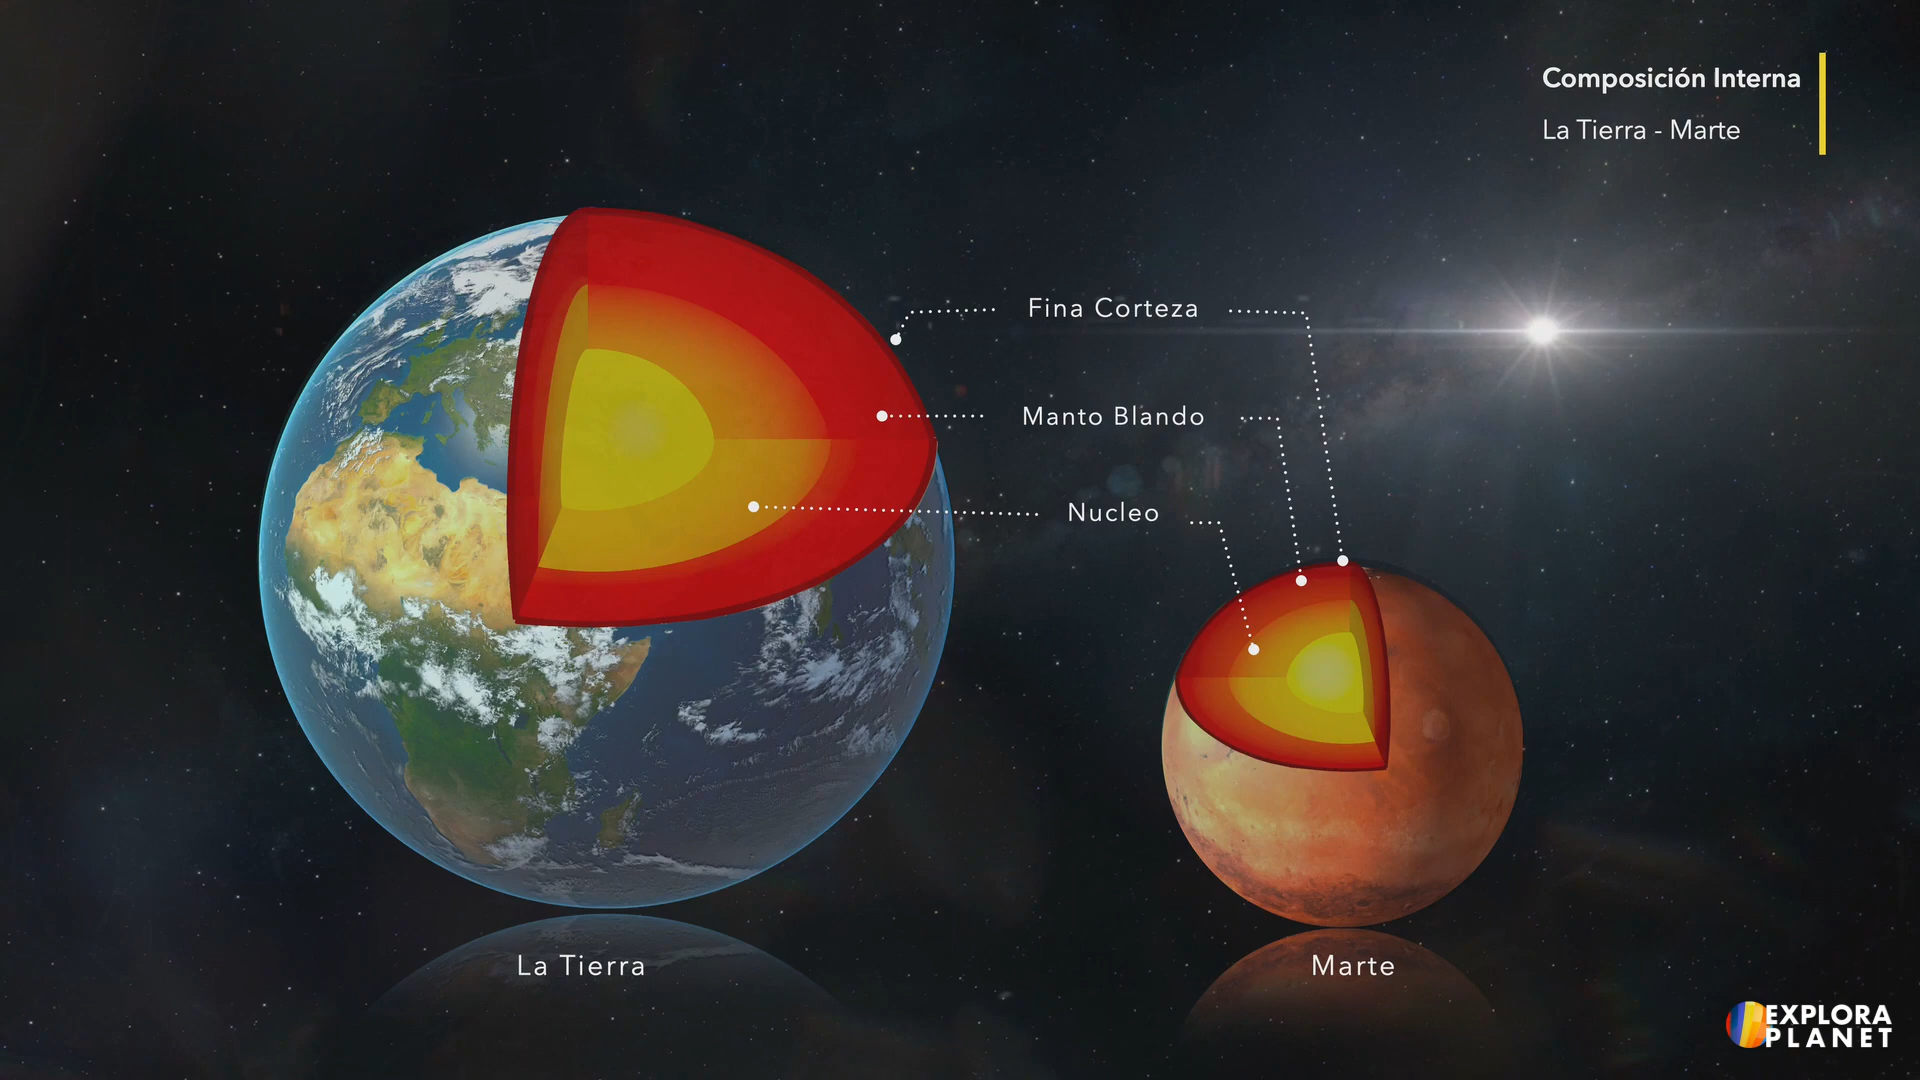 Composición Interna
La Tierra - Marte
Fina Corteza
Manto Blando
Nucleo
La Tierra
Marte
EXPLORA
PLANET